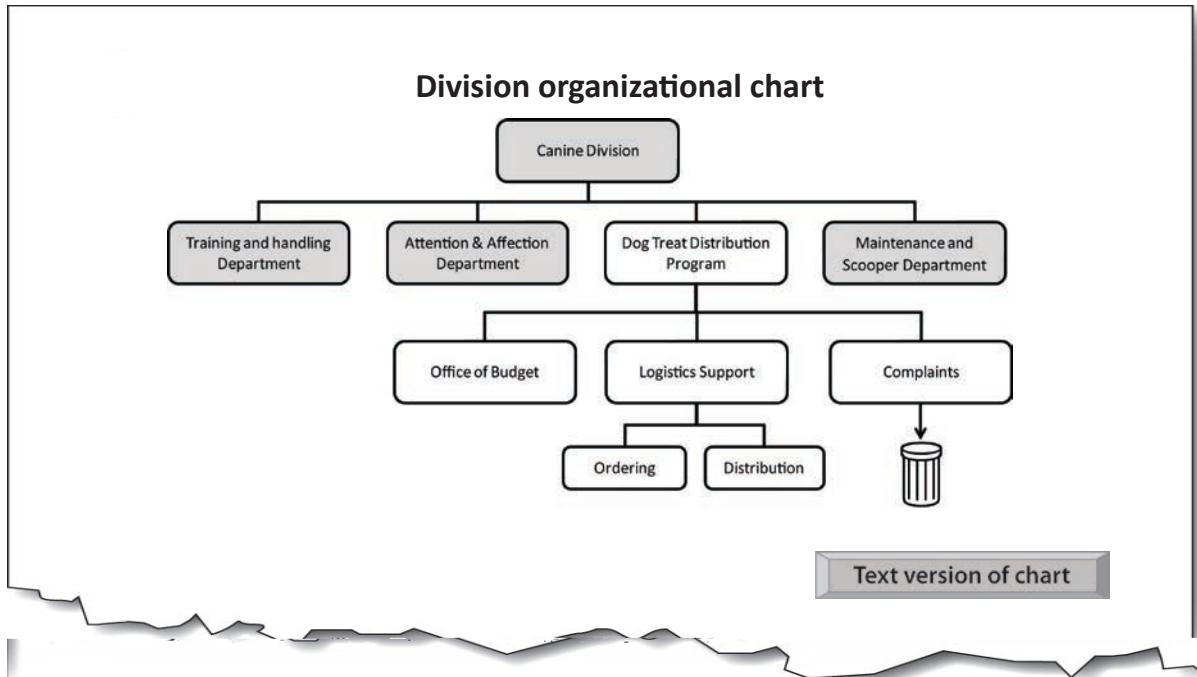 Division organizational chart
Canine Division
Training and handling
Department
Attention & Affection
Department
Dog Treat Distribution
Program
Maintenance and
Scooper Department
Office of Budget
Logistics Support
Complaints
Ordering
Distribution
Text version of chart